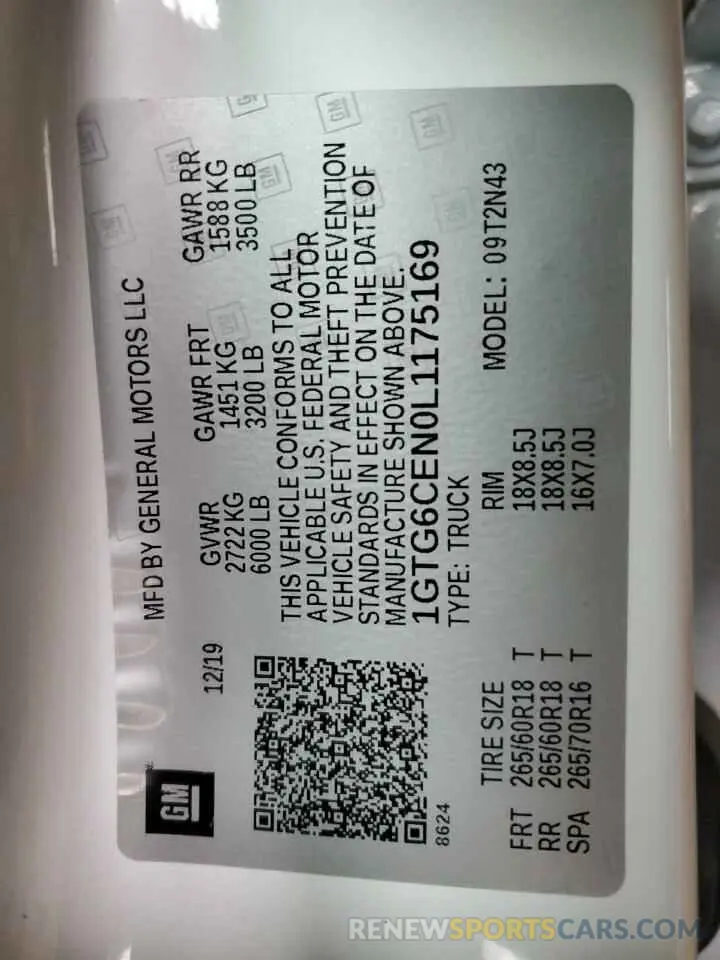 GM
MFD BY GENERAL MOTORS LLC
12/19
GVWR GAWR FRT GAWR RR
2722 KG 1451 KG 1588 KG
6000 LB 3200 LB 3500 LB
THIS VEHICLE CONFORMS TO ALL
APPLICABLE U.S. FEDERAL MOTOR
VEHICLE SAFETY AND THEFT PREVENTION
STANDARDS IN EFFECT ON THE DATE OF
MANUFACTURE SHOWN ABOVE.
1GTG6CEN0L1175169
8624
TYPE: TRUCK
TIRE SIZE RIM MODEL: 09T2N43
FRT 265/60R18 T 18X8.5J
RR 265/60R18 T 18X8.5J
SPA 265/70R16 T 16X7.0J
RENEWSPORTSCARS.COM